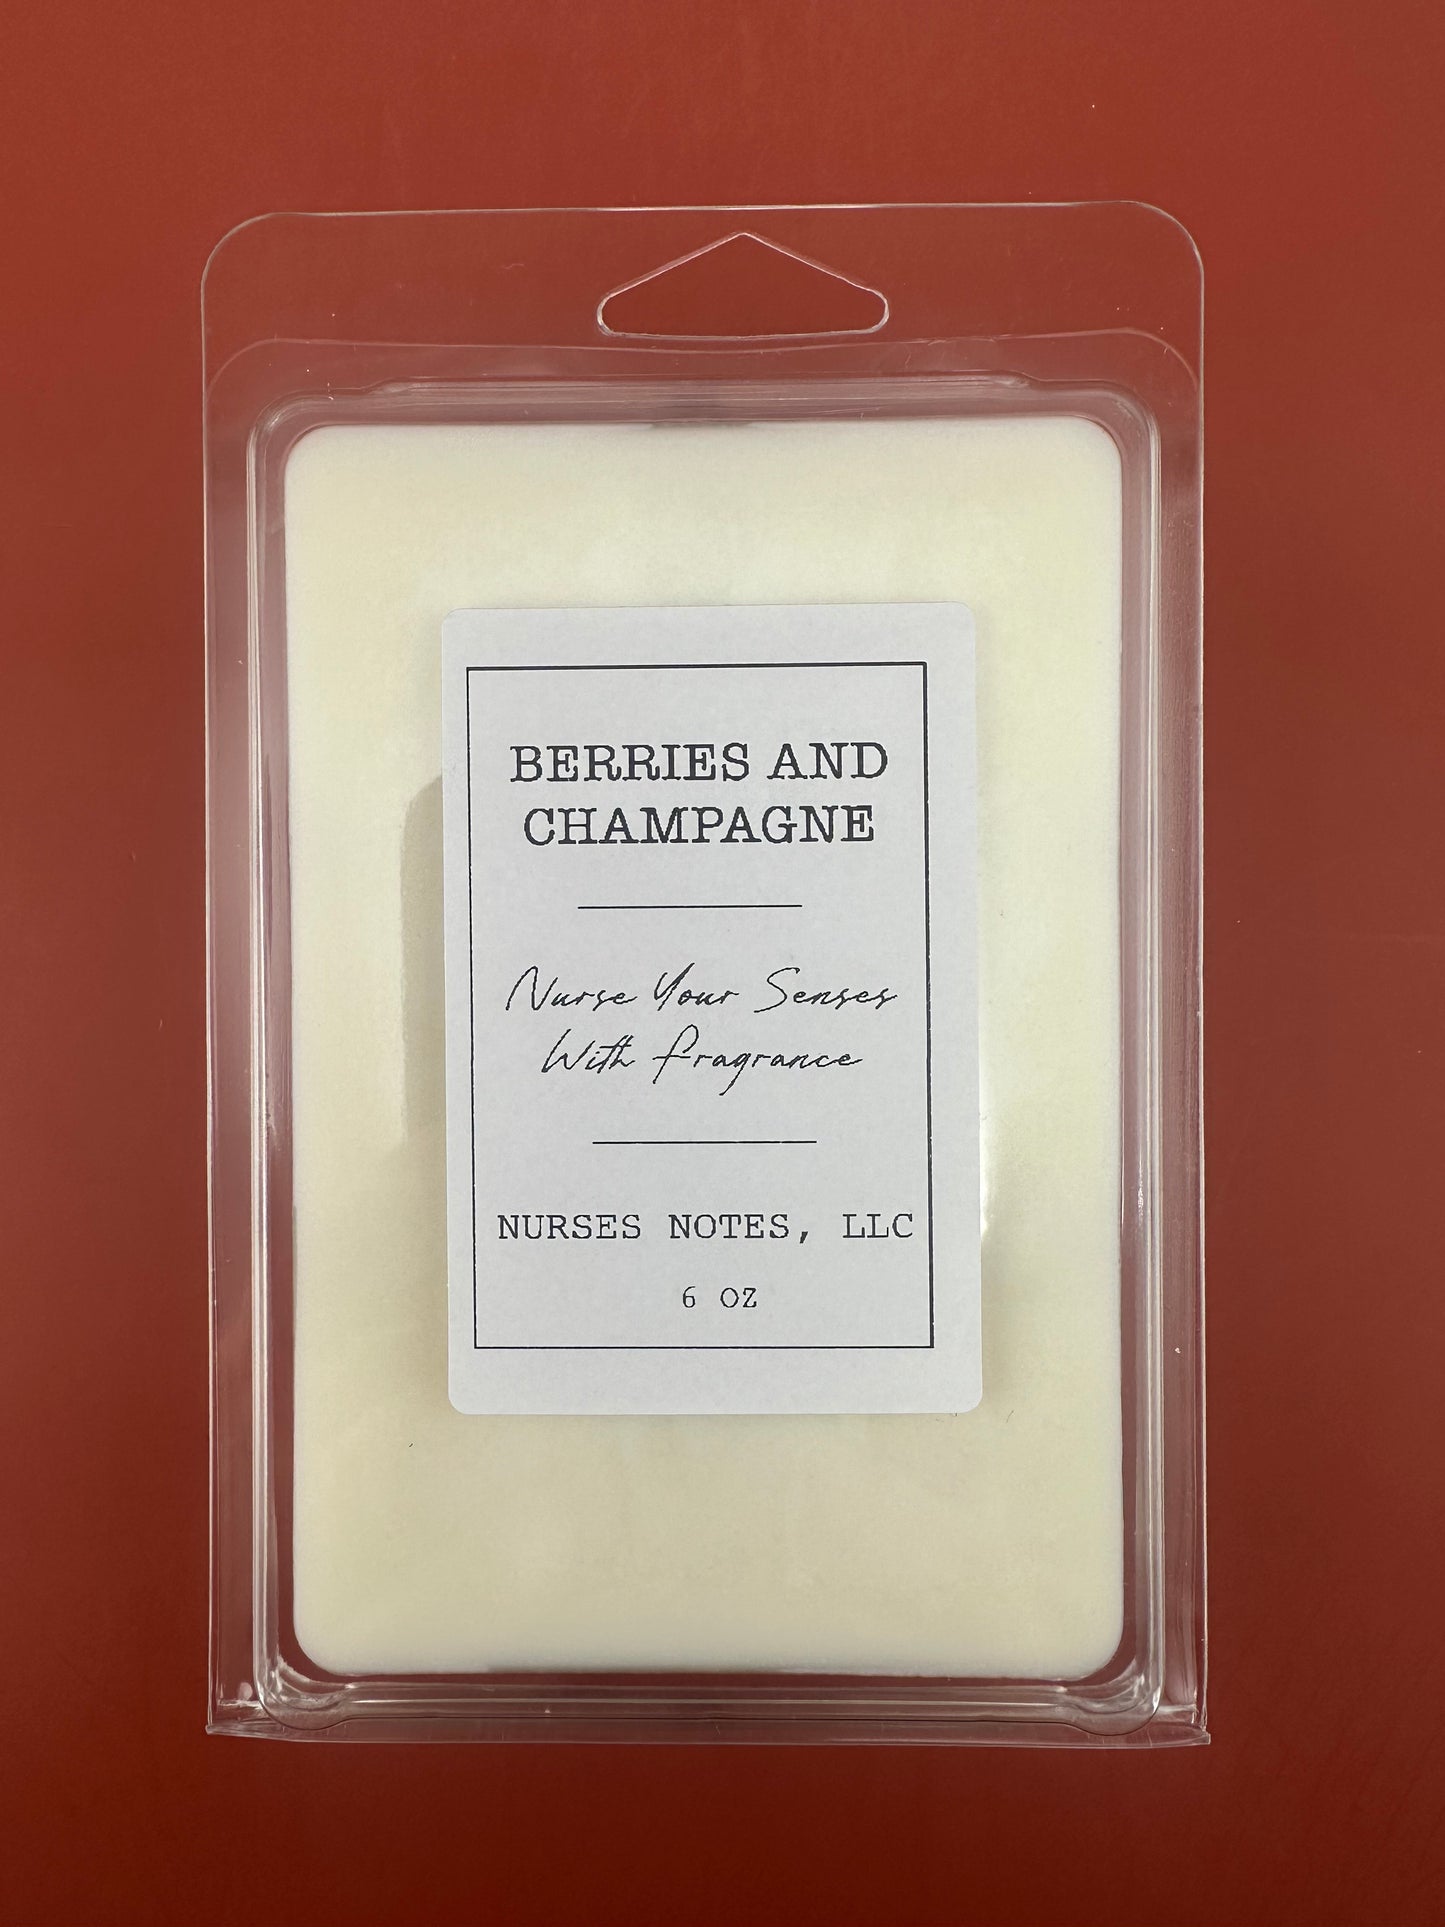 BERRIES AND
CHAMPAGNE
Nurse Your Senses
With Fragrance
NURSES NOTES, LLC
6 OZ